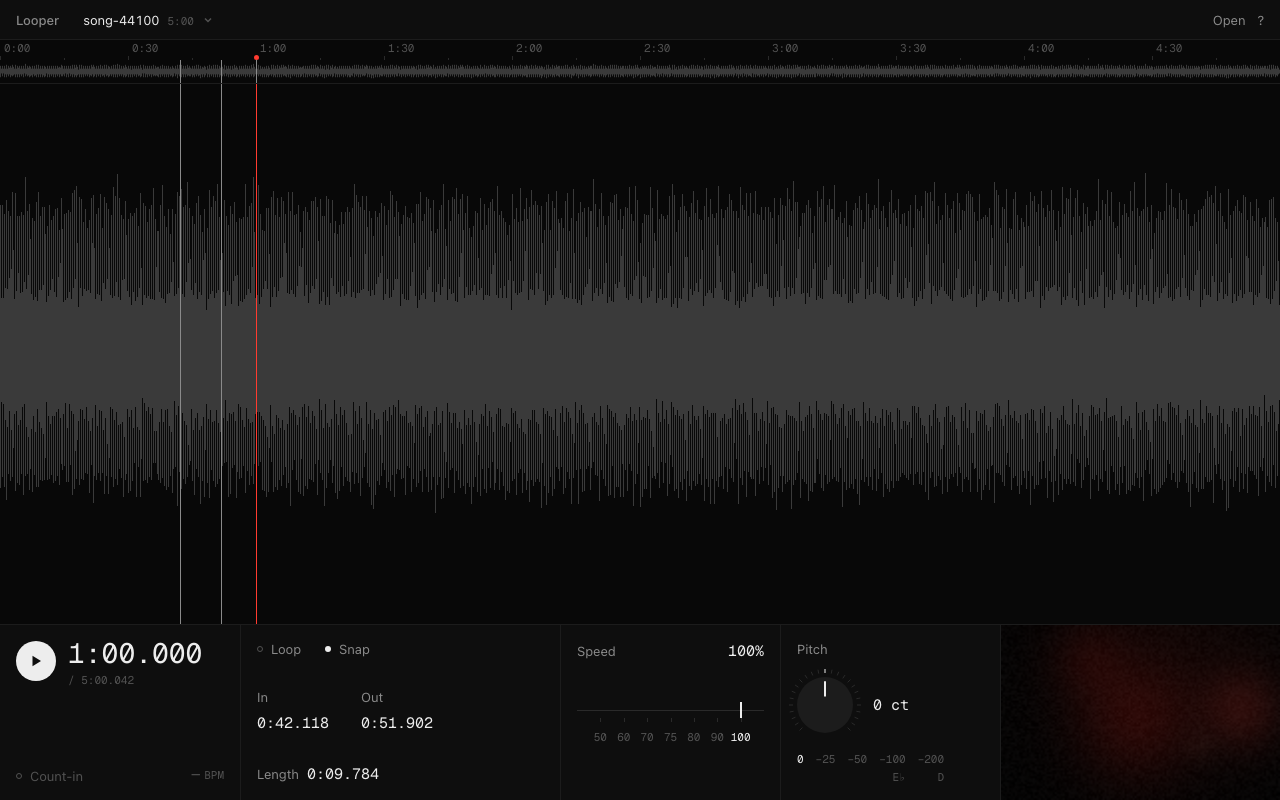 Looper song-44100 5:00 Open ?
0:00 0:30 1:00 1:30 2:00 2:30 3:00 3:30 4:00 4:30
1:00.000
/ 5:00.042
Count-in — BPM
Loop Snap
In Out
0:42.118 0:51.902
Length 0:09.784
Speed 100%
50 60 70 75 80 90 100
Pitch
0 ct
0 −25 −50 −100 −200
E♭ D